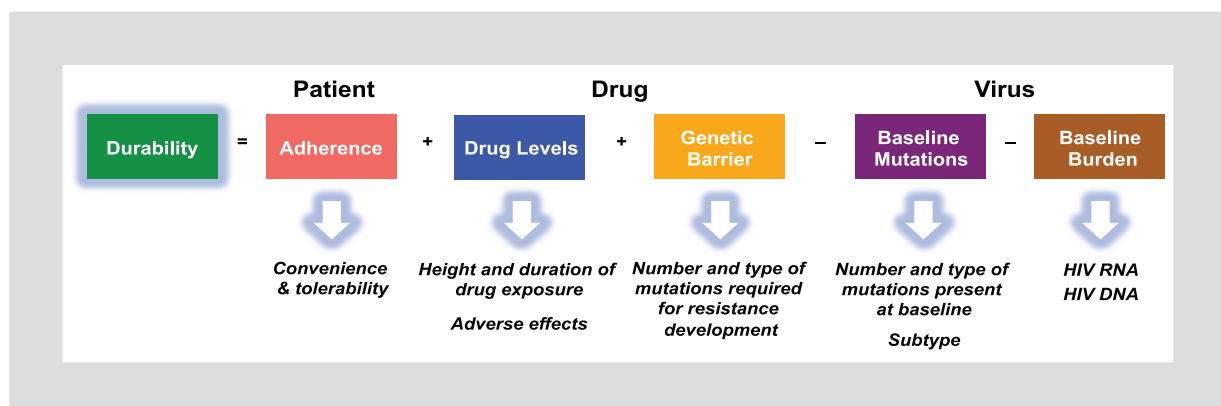 Patient
Drug
Virus
Durability
=
Adherence
+
Drug Levels
+
Genetic
Barrier
–
Baseline
Mutations
–
Baseline
Burden
Convenience
& tolerability
Height and duration of
drug exposure
Adverse effects
Number and type of
mutations required
for resistance
development
Number and type of
mutations present
at baseline
Subtype
HIV RNA
HIV DNA